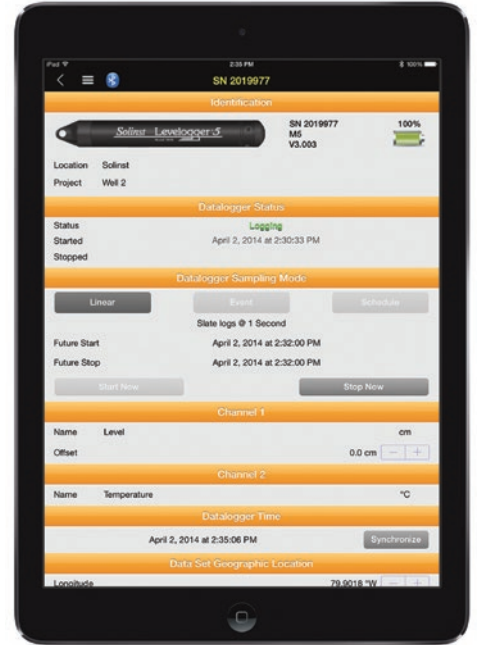 iPad 2:35 PM 100%
SN 2019977
Identification
Solinst Levelogger 5
SN 2019977 100%
M5
V3.003
Location Solinst
Project Well 2
Datalogger Status
Status Logging
Started April 2, 2014 at 2:30:33 PM
Stopped
Datalogger Sampling Mode
Linear Event Schedule
Slate logs @ 1 Second
Future Start April 2, 2014 at 2:32:00 PM
Future Stop April 2, 2014 at 2:32:00 PM
Start Now Stop Now
Channel 1
Name Level cm
Offset 0.0 cm - +
Channel 2
Name Temperature °C
Datalogger Time
April 2, 2014 at 2:35:06 PM Synchronize
Data Set Geographic Location
Longitude 79.9018 °W - +